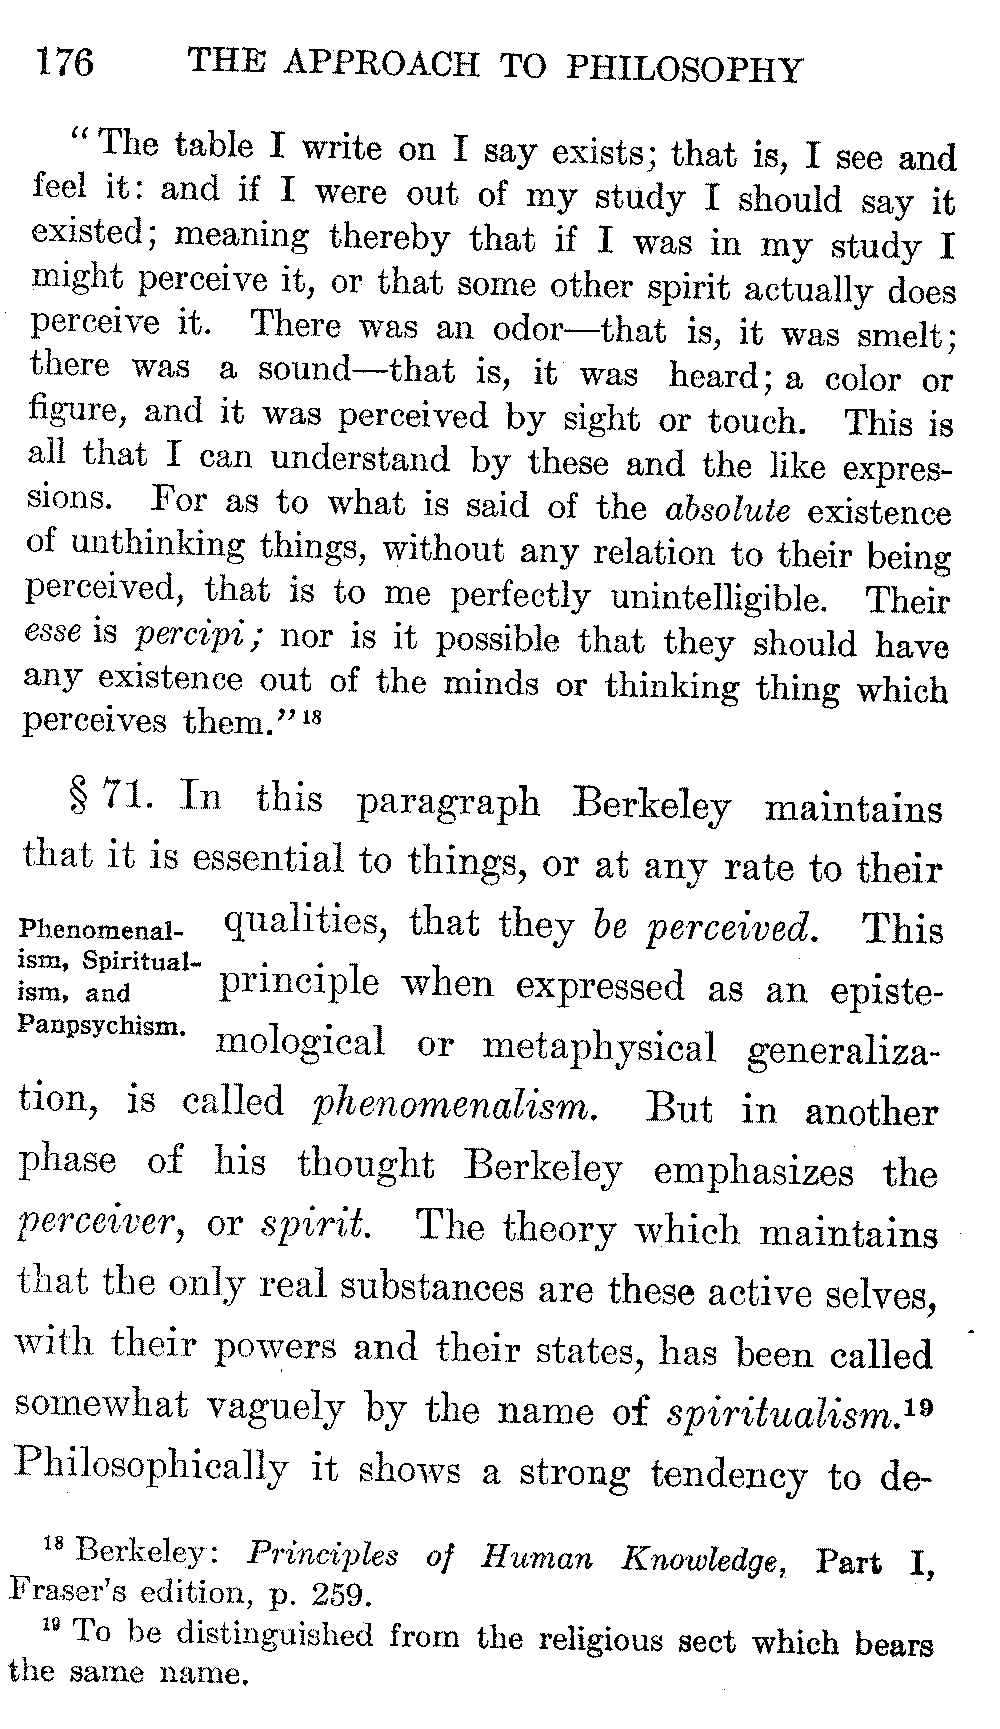 176 THE APPROACH TO PHILOSOPHY
“ The table I write on I say exists; that is, I see and
feel it: and if I were out of my study I should say it
existed; meaning thereby that if I was in my study I
might perceive it, or that some other spirit actually does
perceive it. There was an odor—that is, it was smelt;
there was a sound—that is, it was heard; a color or
figure, and it was perceived by sight or touch. This is
all that I can understand by these and the like expres-
sions. For as to what is said of the absolute existence
of unthinking things, without any relation to their being
perceived, that is to me perfectly unintelligible. Their
esse is percipi; nor is it possible that they should have
any existence out of the minds or thinking thing which
perceives them.” 18
§ 71. In this paragraph Berkeley maintains
that it is essential to things, or at any rate to their
Phenomenal-
ism, Spiritual-
ism, and
Panpsychism.
qualities, that they be perceived. This
principle when expressed as an episte-
mological or metaphysical generaliza-
tion, is called phenomenalism. But in another
phase of his thought Berkeley emphasizes the
perceiver, or spirit. The theory which maintains
that the only real substances are these active selves,
with their powers and their states, has been called
somewhat vaguely by the name of spiritualism.19
Philosophically it shows a strong tendency to de-
18 Berkeley: Principles of Human Knowledge, Part I,
Fraser's edition, p. 259.
19 To be distinguished from the religious sect which bears
the same name.